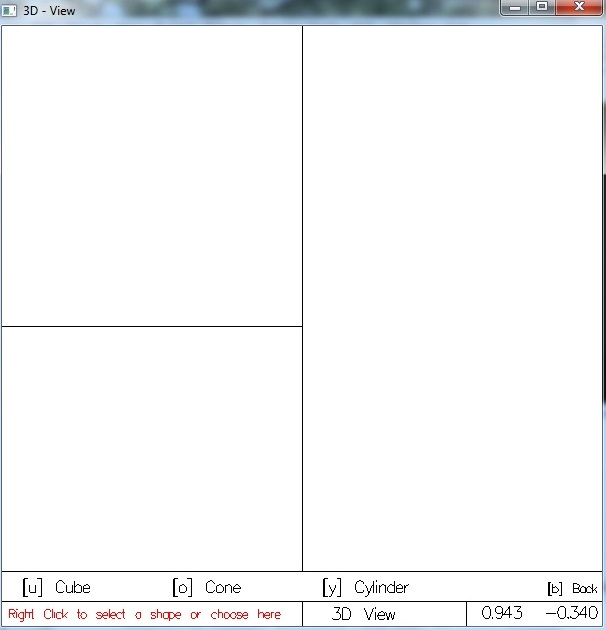 3D - View
[u] Cube [o] Cone [y] Cylinder [b] Back
Right Click to select a shape or choose here 3D View 0.943 -0.340